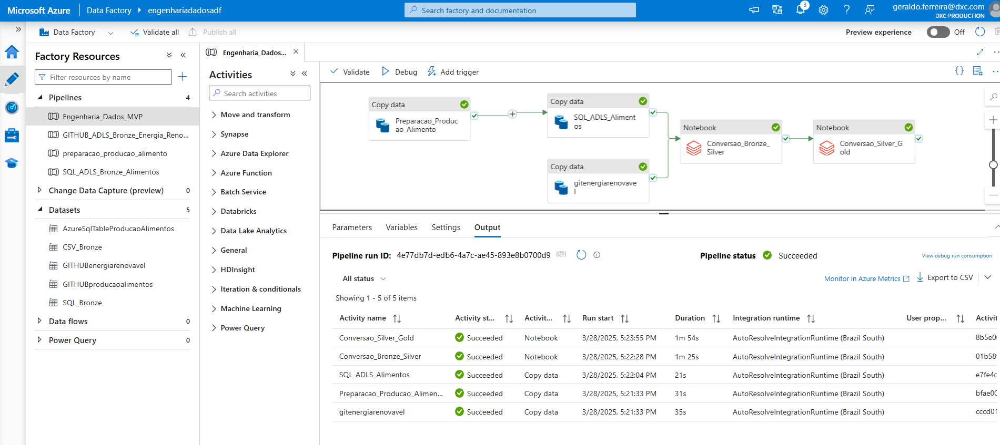 Microsoft Azure
Data Factory
engenhariadadosadf
Search factory and documentation
3
geraldo.ferreira@dxc.com
DXC PRODUCTION
Data Factory
Validate all
Publish all
Preview experience
Off
Factory Resources
Filter resources by name
Pipelines
4
Engenharia_Dados_MVP
GITHUB_ADLS_Bronze_Energia_Reno...
preparacao_producao_alimento
SQL_ADLS_Bronze_Alimentos
Change Data Capture (preview)
0
Datasets
5
AzureSqlTableProducaoAlimentos
CSV_Bronze
GITHUBenergiarenovavel
GITHUBproducaoalimentos
SQL_Bronze
Data flows
0
Power Query
0
Engenharia_Dados...
Activities
Search activities
Move and transform
Synapse
Azure Data Explorer
Azure Function
Batch Service
Databricks
Data Lake Analytics
General
HDInsight
Iteration & conditionals
Machine Learning
Power Query
Validate
Debug
Add trigger
Copy data
Preparacao_Produc
ao_Alimento
Copy data
SQL_ADLS_Aliment
os
Copy data
gitenergiarenovave
l
Notebook
Conversao_Bronze_
Silver
Notebook
Conversao_Silver_G
old
Parameters
Variables
Settings
Output
Pipeline run ID: 4e77db7d-edb6-4a7c-ae45-893e8b0700d9
Pipeline status
Succeeded
View debug run consumption
All status
Monitor in Azure Metrics
Export to CSV
Showing 1 - 5 of 5 items
Activity name Activity st... Activit... Run start Duration Integration runtime User prop... Activit
Conversao_Silver_Gold Succeeded Notebook 3/28/2025, 5:23:55 PM 1m 54s AutoResolveIntegrationRuntime (Brazil South) 8b5e0
Conversao_Bronze_Silver Succeeded Notebook 3/28/2025, 5:22:28 PM 1m 25s AutoResolveIntegrationRuntime (Brazil South) 01b58
SQL_ADLS_Alimentos Succeeded Copy data 3/28/2025, 5:22:04 PM 21s AutoResolveIntegrationRuntime (Brazil South) e7fe4c
Preparacao_Producao_Alimen... Succeeded Copy data 3/28/2025, 5:21:33 PM 31s AutoResolveIntegrationRuntime (Brazil South) bfae00
gitenergiarenovavel Succeeded Copy data 3/28/2025, 5:21:33 PM 35s AutoResolveIntegrationRuntime (Brazil South) cccd01